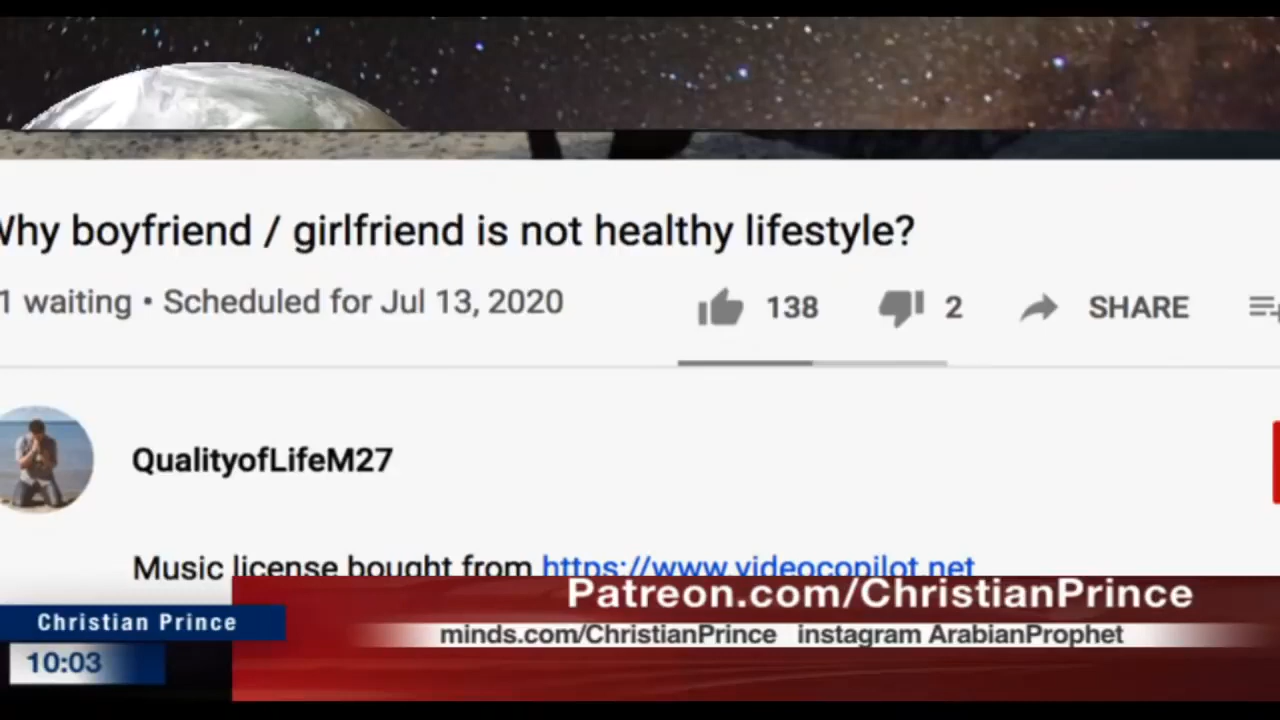 Why boyfriend / girlfriend is not healthy lifestyle?
1 waiting • Scheduled for Jul 13, 2020
138 2 SHARE
QualityofLifeM27
Music license bought from https://www.videocopilot.net
Patreon.com/ChristianPrince
Christian Prince
minds.com/ChristianPrince instagram ArabianProphet
10:03